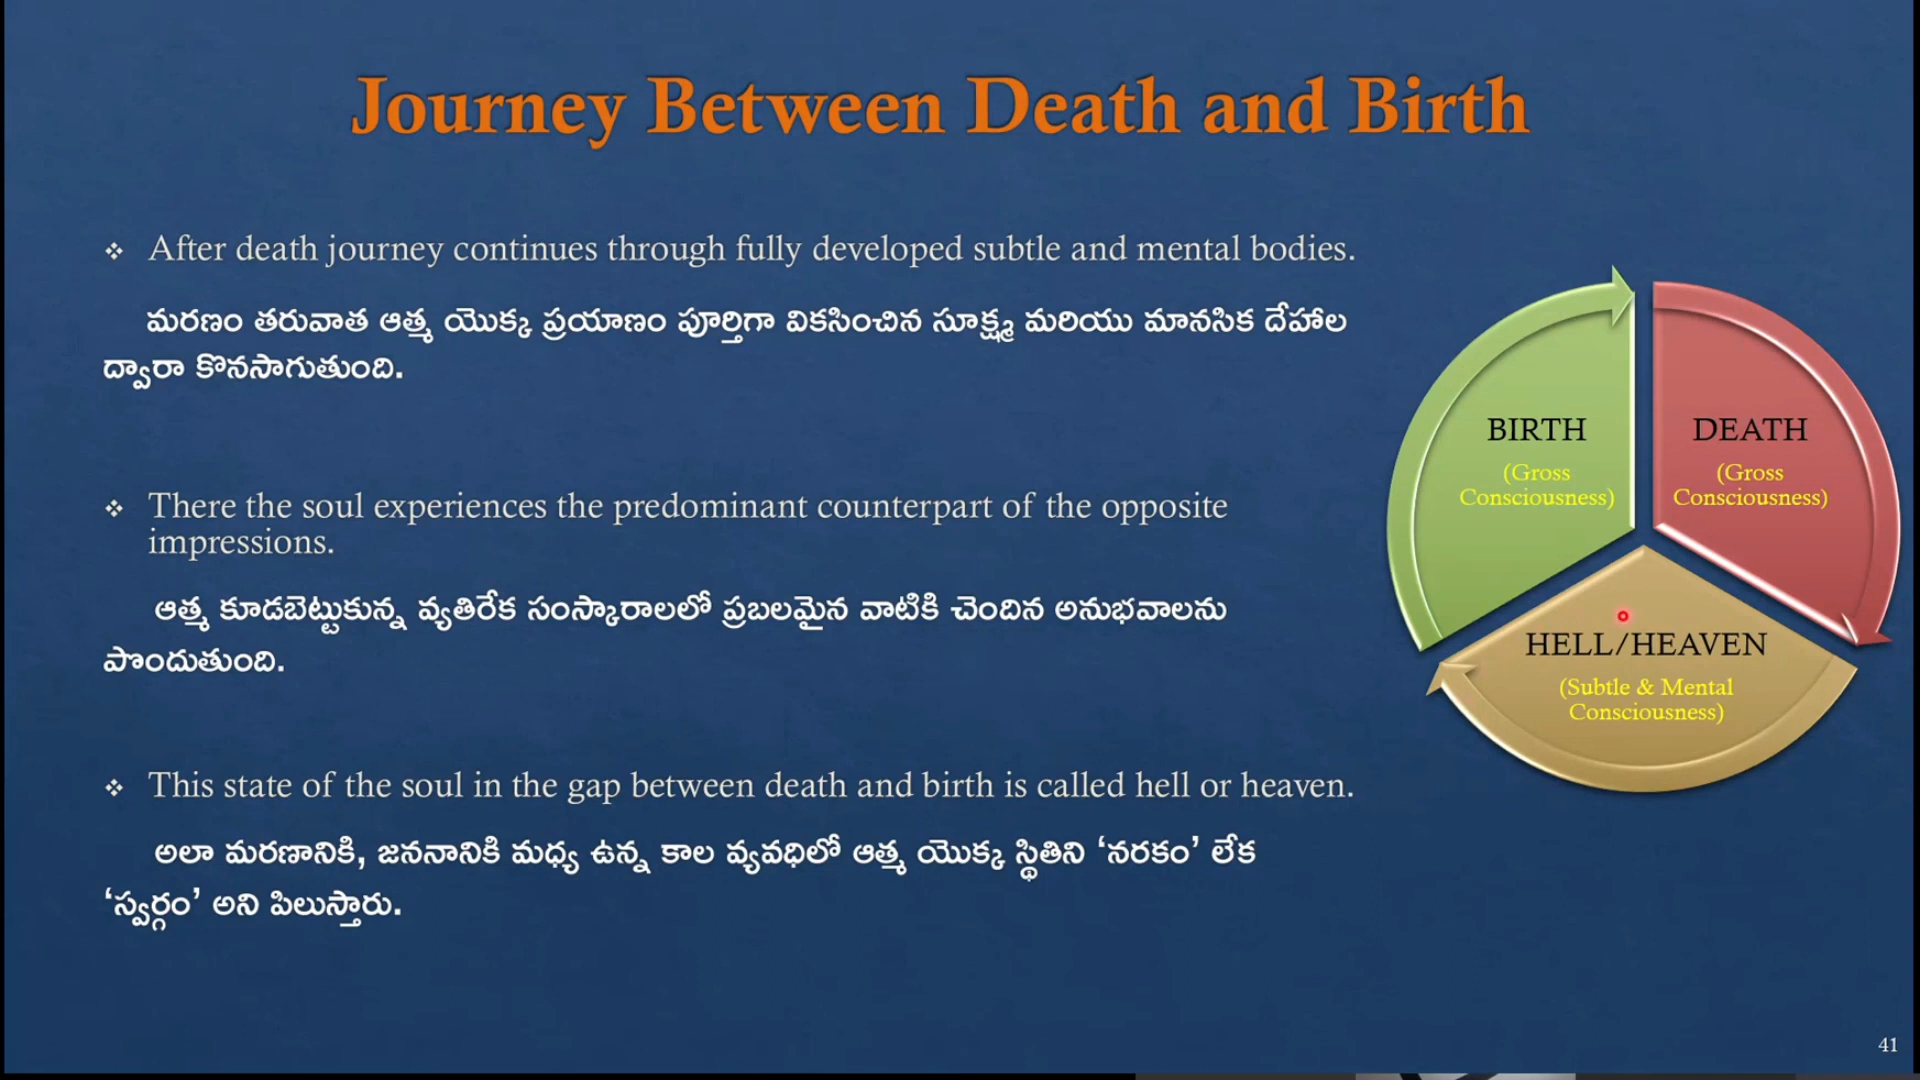 Journey Between Death and Birth
❖ After death journey continues through fully developed subtle and mental bodies.
మరణం తరువాత ఆత్మ యొక్క ప్రయాణం పూర్తిగా వికసించిన సూక్ష్మ మరియు మానసిక దేహాల
ద్వారా కొనసాగుతుంది.
❖ There the soul experiences the predominant counterpart of the opposite
impressions.
ఆత్మ కూడబెట్టుకున్న వ్యతిరేక సంస్కారాలలో ప్రబలమైన వాటికి చెందిన అనుభవాలను
పొందుతుంది.
❖ This state of the soul in the gap between death and birth is called hell or heaven.
అలా మరణానికి, జననానికి మధ్య ఉన్న కాల వ్యవధిలో ఆత్మ యొక్క స్థితిని ‘నరకం’ లేక
‘స్వర్గం’ అని పిలుస్తారు.
BIRTH
(Gross
Consciousness)
DEATH
(Gross
Consciousness)
HELL/HEAVEN
(Subtle & Mental
Consciousness)
41